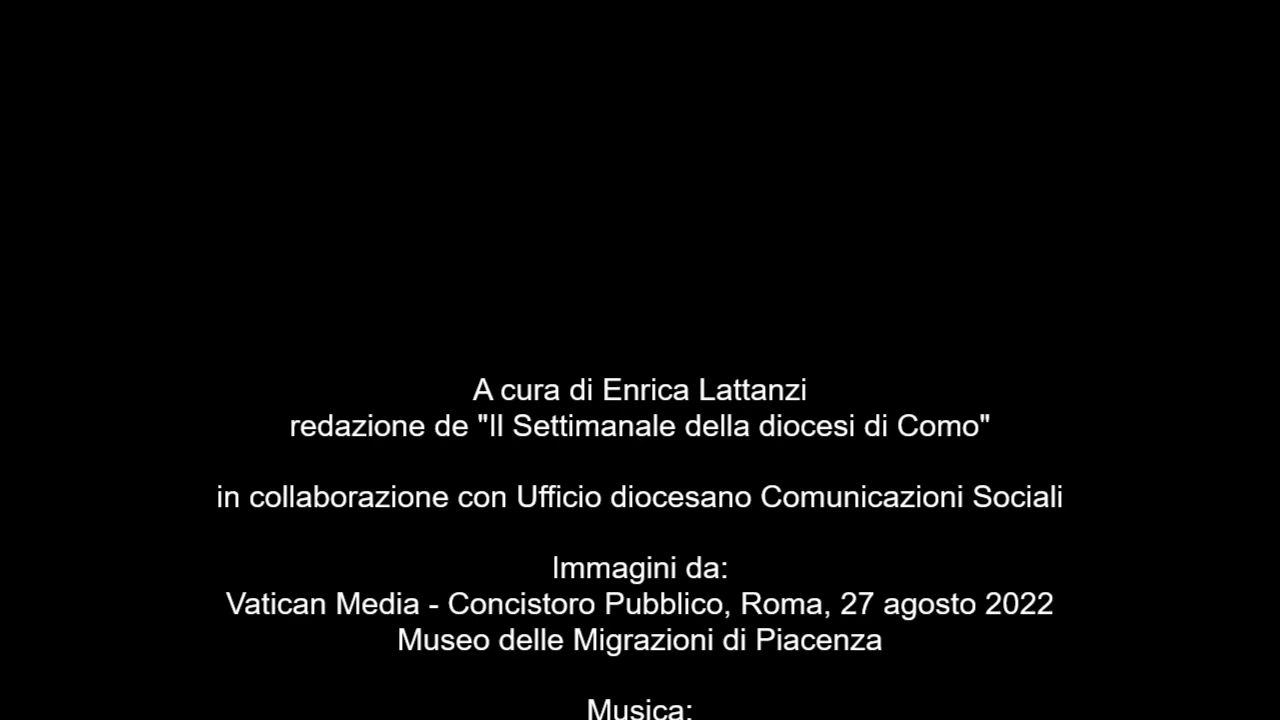 A cura di Enrica Lattanzi
redazione de "Il Settimanale della diocesi di Como"
in collaborazione con Ufficio diocesano Comunicazioni Sociali
Immagini da:
Vatican Media - Concistoro Pubblico, Roma, 27 agosto 2022
Museo delle Migrazioni di Piacenza
Musica: